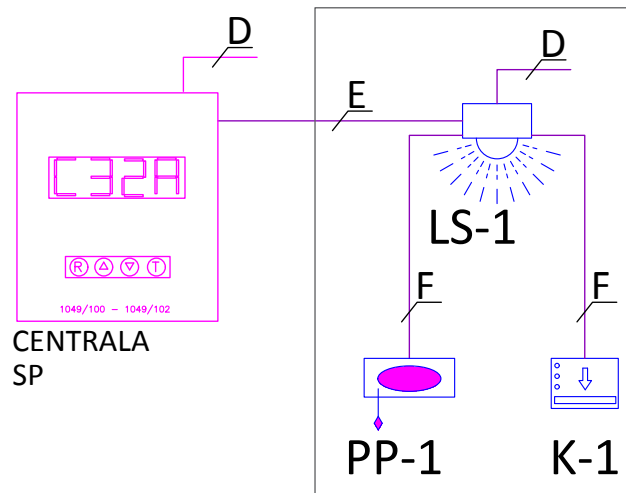 D
D
E
C32A
LS-1
R T
1049/100 - 1049/102
F
F
CENTRALA
SP
PP-1
K-1